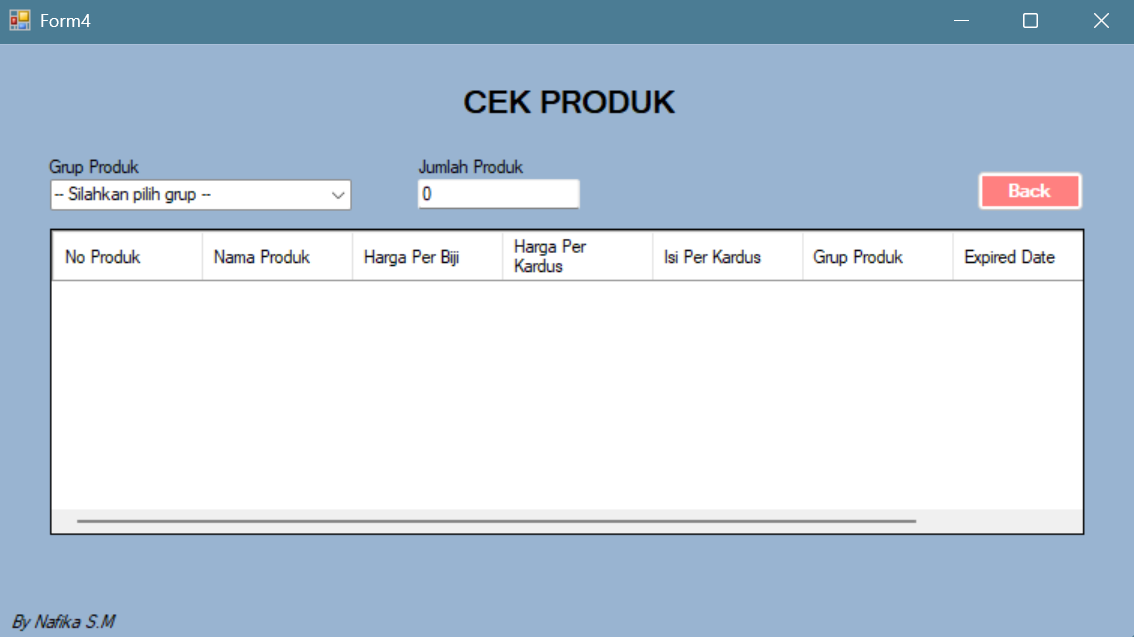 Form4
CEK PRODUK
Grup Produk
-- Silahkan pilih grup --
Jumlah Produk
0
Back
No Produk
Nama Produk
Harga Per Biji
Harga Per
Kardus
Isi Per Kardus
Grup Produk
Expired Date
By Nafika S.M